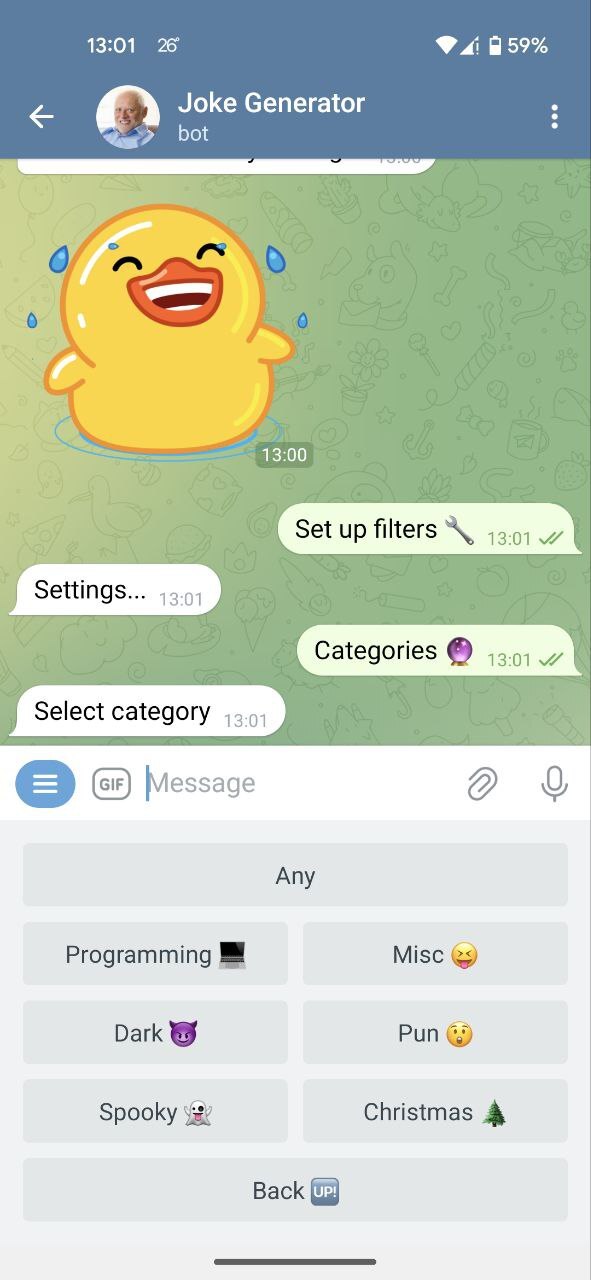 13:01 26° 59%
Joke Generator
bot
13:00
13:00
Set up filters 🔧 13:01
Settings... 13:01
Categories 🔮 13:01
Select category 13:01
GIF Message
Any
Programming 💻 Misc 😝
Dark 😈 Pun 😲
Spooky 👻 Christmas 🎄
Back UP!